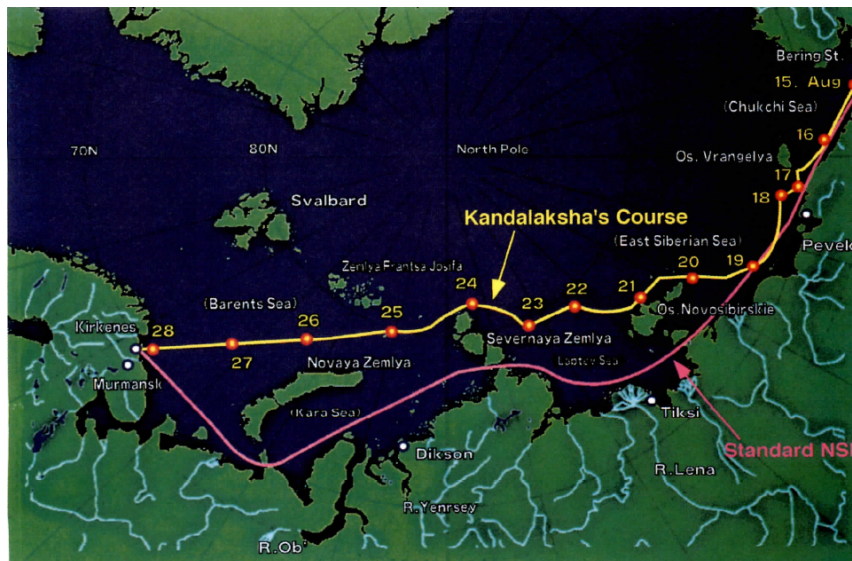 Bering St.
15. Aug
(Chukchi Sea)
16
70N
80N
North Pole
Os. Vrangelya
17
18
Svalbard
Kandalaksha's Course
Pevek
(East Siberian Sea)
Zemlya Frantsa Josifa
19
20
24
22
21
(Barents Sea)
25
23
Os. Novosibirskie
Kirkenes
28
26
Severnaya Zemlya
27
Novaya Zemlya
Laptev Sea
Murmansk
(Kara Sea)
Tiksi
Dikson
Standard NS
R.Lena
R.Yenrsey
R.Ob'